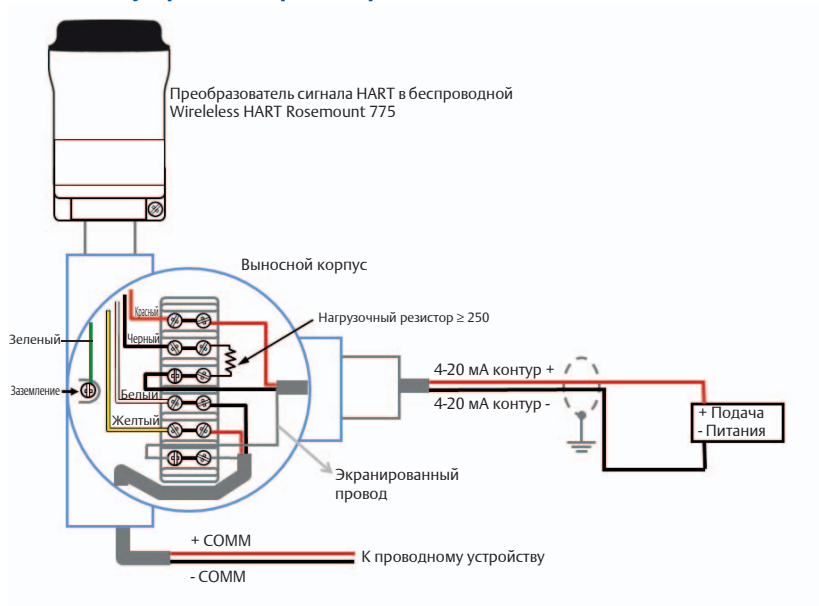 Преобразователь сигнала HART в беспроводной
Wireleless HART Rosemount 775
Выносной корпус
Красный
Нагрузочный резистор ≥ 250
Зеленый
Черный
4-20 мА контур +
Заземление
Белый
4-20 мА контур -
+ Подача
- Питания
Желтый
Экранированный
провод
+ COMM
К проводному устройству
- COMM